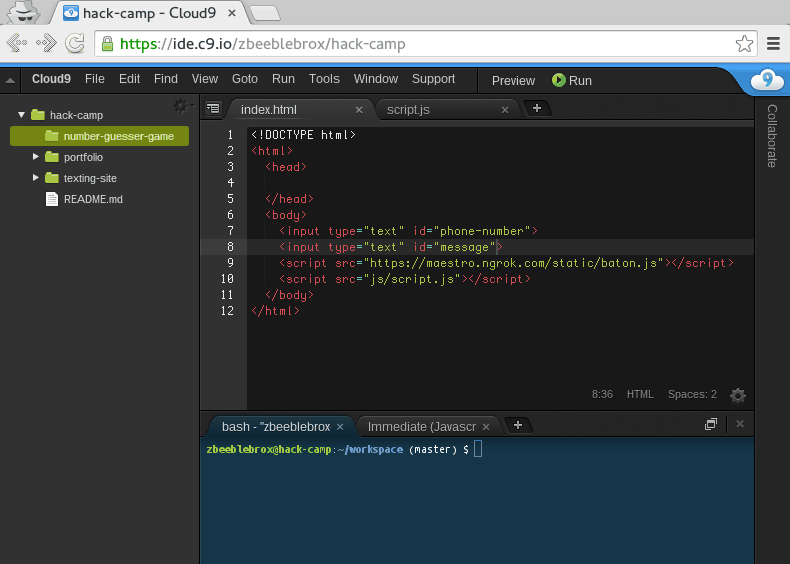 hack-camp - Cloud9 ×
https://ide.c9.io/zbeeblebrox/hack-camp
Cloud9 File Edit Find View Goto Run Tools Window Support Preview Run 9
hack-camp
number-guesser-game
portfolio
texting-site
README.md
index.html × script.js × +
1 <!DOCTYPE html>
2 <html>
3 <head>
4
5 </head>
6 <body>
7 <input type="text" id="phone-number">
8 <input type="text" id="message">
9 <script src="https://maestro.ngrok.com/static/baton.js"></script>
10 <script src="js/script.js"></script>
11 </body>
12 </html>
8:36 HTML Spaces: 2
Collaborate
bash - "zbeeblebrox × Immediate (Javascr × +
zbeeblebrox@hack-camp:~/workspace (master) $